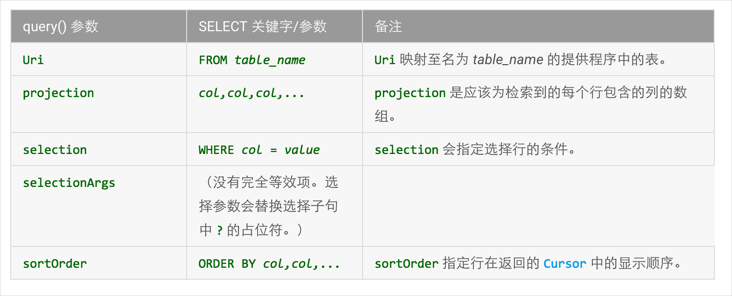 query() 参数 SELECT 关键字/参数 备注
Uri FROM table_name Uri 映射至名为 table_name 的提供程序中的表。
projection col,col,col,... projection 是应该为检索到的每个行包含的列的数
组。
selection WHERE col = value selection 会指定选择行的条件。
selectionArgs （没有完全等效项。选
择参数会替换选择子句
中 ? 的占位符。）
sortOrder ORDER BY col,col,... sortOrder 指定行在返回的 Cursor 中的显示顺序。